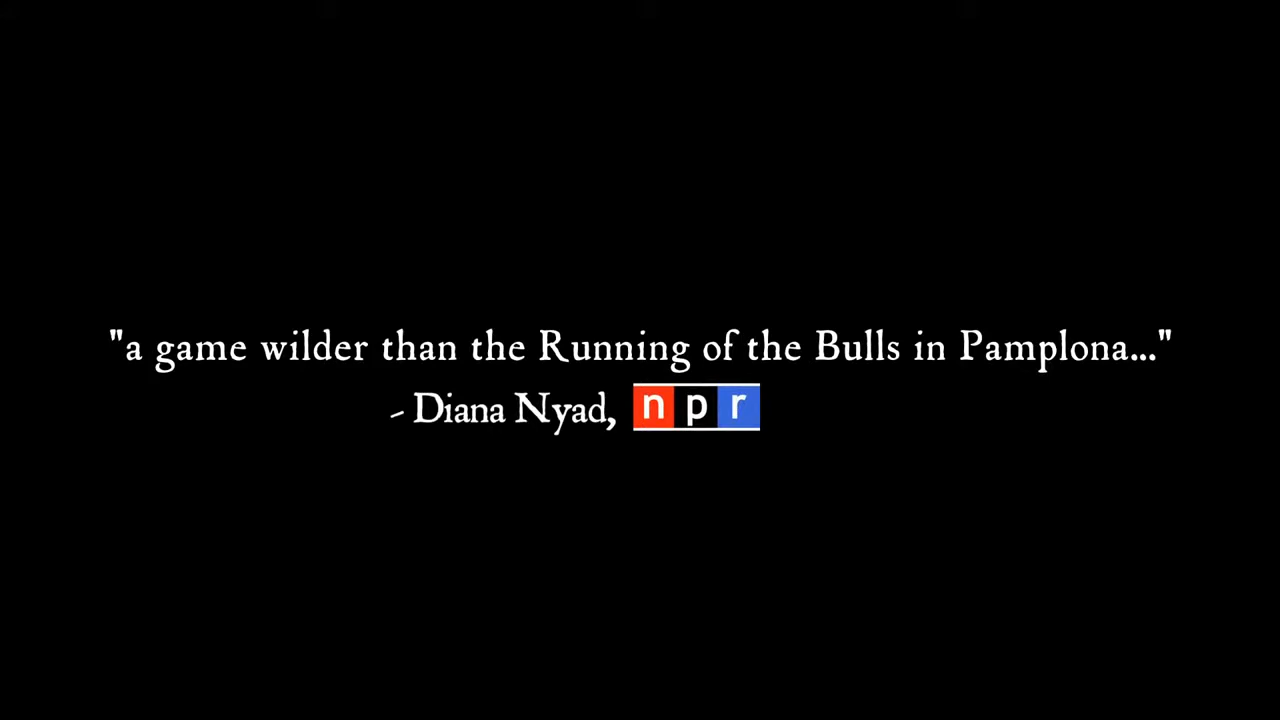 "a game wilder than the Running of the Bulls in Pamplona..."
- Diana Nyad, npr